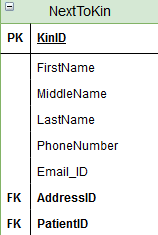 NextToKin
PK KinID
FirstName
MiddleName
LastName
PhoneNumber
Email_ID
FK AddressID
FK PatientID